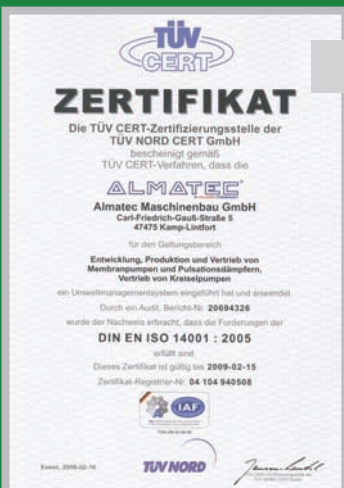 TÜV
CERT
ZERTIFIKAT
Die TÜV CERT-Zertifizierungsstelle der
TÜV NORD CERT GmbH
bescheinigt gemäß
TÜV CERT-Verfahren, dass die
ALMATEC
Almatec Maschinenbau GmbH
Carl-Friedrich-Gauß-Straße 5
47475 Kamp-Lintfort
für den Geltungsbereich
Entwicklung, Produktion und Vertrieb von
Membranpumpen und Pulsationsdämpfern,
Vertrieb von Kreiselpumpen
ein Umweltmanagementsystem eingeführt hat und anwendet.
Durch ein Audit, Bericht-Nr. 20694326
wurde der Nachweis erbracht, dass die Forderungen der
DIN EN ISO 14001 : 2005
erfüllt sind.
Dieses Zertifikat ist gültig bis 2009-02-15
Zertifikat-Registrier-Nr. 04 104 940508
IAF
Essen, 2006-02-16
TUV NORD